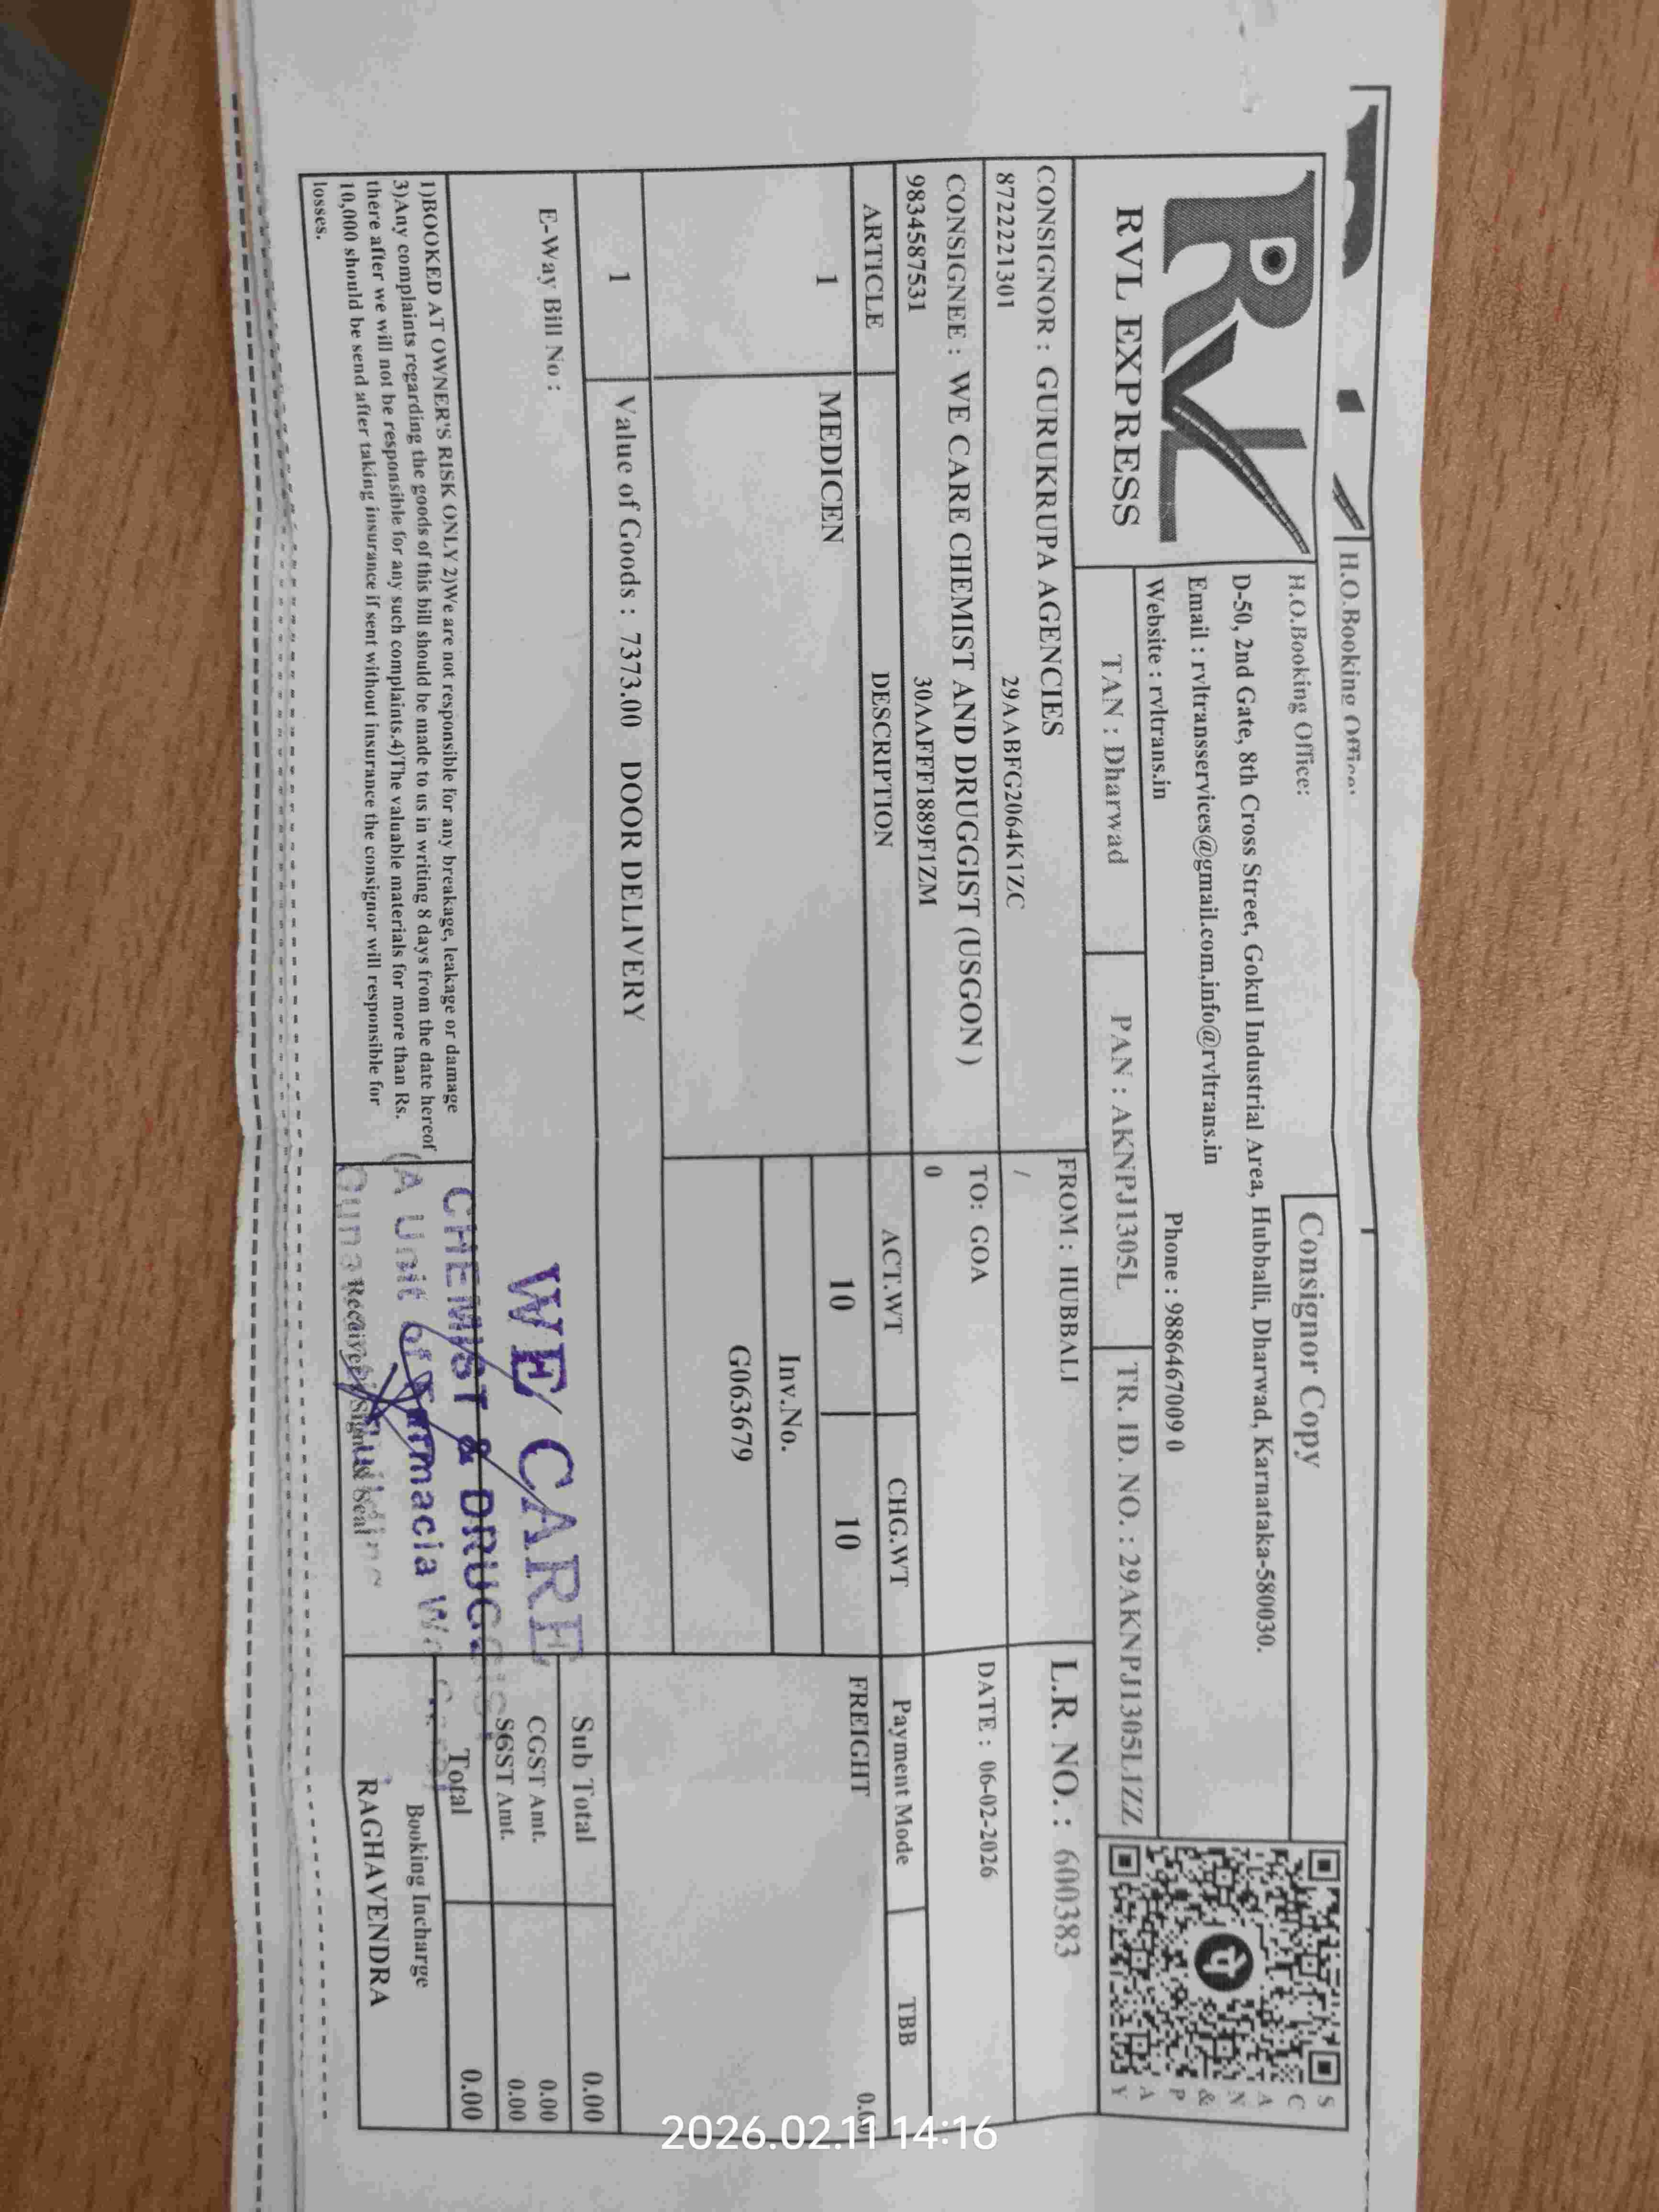 H.O.Booking Office:
Consignor Copy
RVL
RVL EXPRESS
H.O.Booking Office:
D-50, 2nd Gate, 8th Cross Street, Gokul Industrial Area, Hubballi, Dharwad, Karnataka-580030.
Email : rvltransservices@gmail.com,info@rvltrans.in
Website : rvltrans.in
Phone : 9886467009 0
SCAN & PAY
TAN : Dharwad
PAN : AKNPJ1305L
TR. ID. NO. : 29AKNPJ1305L1ZZ
CONSIGNOR : GURUKRUPA AGENCIES
FROM : HUBBALI
L.R. NO. : 600383
8722221301 29AABFG2064K1ZC
/
CONSIGNEE : WE CARE CHEMIST AND DRUGGIST (USGON )
TO: GOA
DATE : 06-02-2026
9834587531 30AAFFF1889F1ZM
0
ARTICLE DESCRIPTION ACT.WT CHG.WT Payment Mode TBB
1 MEDICEN 10 10 FREIGHT 0.00
Inv.No.
G063679
1 Value of Goods : 7373.00 DOOR DELIVERY
Sub Total 0.00
E-Way Bill No :
CGST Amt. 0.00
SGST Amt. 0.00
Total 0.00
WE CARE
CHEMIST & DRUGGIST
(A Unit of Farmacia We Care)
1)BOOKED AT OWNER'S RISK ONLY 2)We are not responsible for any breakage, leakage or damage
3)Any complaints regarding the goods of this bill should be made to us in writing 8 days from the date hereof
there after we will not be responsible for any such complaints.4)The valuable materials for more than Rs.
10,000 should be send after taking insurance if sent without insurance the consignor will responsible for
losses.
Booking Incharge
RAGHAVENDRA
2026.02.11 14:16